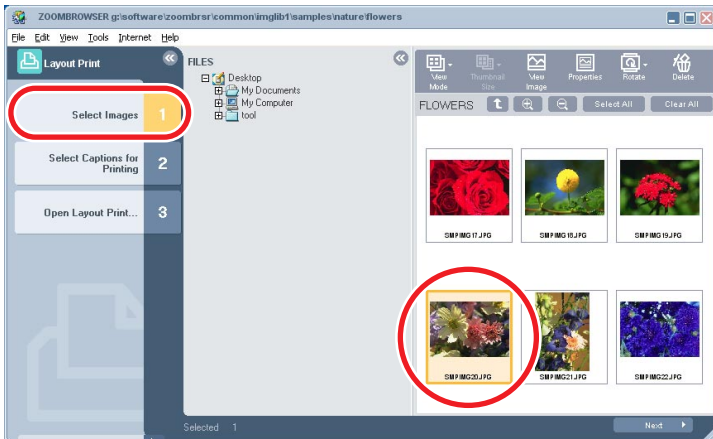 ZOOMBROWSER g:\software\zoombrsr\common\imglib1\samples\nature\flowers
File Edit View Tools Internet Help
Layout Print
Select Images 1
Select Captions for
Printing 2
Open Layout Print... 3
FILES
Desktop
My Documents
My Computer
tool
View
Mode
Thumbnail
Size
View
Image
Properties
Rotate
Delete
FLOWERS
Select All
Clear All
SMPIMG17.JPG
SMPIMG18.JPG
SMPIMG19.JPG
SMPIMG20.JPG
SMPIMG21.JPG
SMPIMG22.JPG
Selected 1
Next